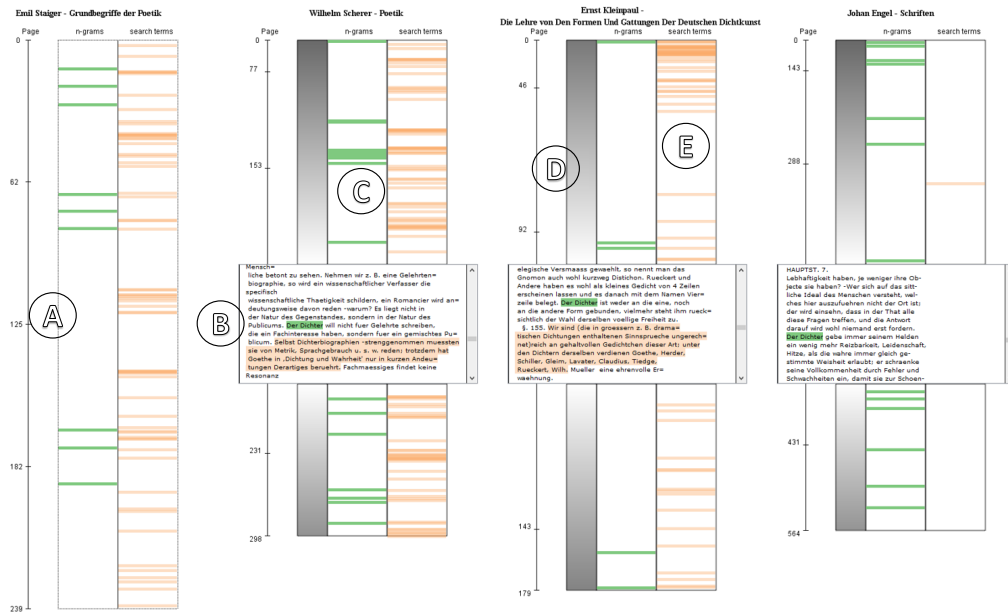 Emil Staiger - Grundbegriffe der Poetik
Page
n-grams
search terms
0
62
125
182
239
A
Wilhelm Scherer - Poetik
Page
n-grams
search terms
0
77
153
231
298
B
C
Mensch=
liche betont zu sehen. Nehmen wir z. B. eine Gelehrten=
biographie, so wird ein wissenschaftlicher Verfasser die
spezifisch
wissenschaftliche Thaetigkeit schildern, ein Romancier wird an=
deutungsweise davon reden -warum? Es liegt nicht in
der Natur des Gegenstandes, sondern in der Natur des
Publicums. Der Dichter will nicht fuer Gelehrte schreiben,
die ein Fachinteresse haben, sondern fuer ein gemischtes Pu=
blicum. Selbst Dichterbiographien -strenggenommen muessten
sie von Metrik, Sprachgebrauch u. s. w. reden; trotzdem hat
Goethe in ,Dichtung und Wahrheit' nur in kurzen Andeu=
tungen Derartiges beruehrt. Fachmaessiges findet keine
Resonanz
Ernst Kleinpaul -
Die Lehre von Den Formen Und Gattungen Der Deutschen Dichtkunst
Page
n-grams
search terms
0
46
92
143
179
D
E
elegische Versmaass gewaehlt, so nennt man das
Gnomon auch wohl kurzweg Distichon. Rueckert und
Andere haben es wohl als kleines Gedicht von 4 Zeilen
erscheinen lassen und es danach mit dem Namen Vier=
zeile belegt. Der Dichter ist weder an die eine, noch
an die andere Form gebunden, vielmehr steht ihm rueck=
sichtlich der Wahl derselben voellige Freiheit zu.
§. 155. Wir sind (die in groessern z. B. drama=
tischen Dichtungen enthaltenen Sinnsprueche ungerech=
net)reich an gehaltvollen Gedichtchen dieser Art; unter
den Dichtern derselben verdienen Goethe, Herder,
Schiller, Gleim, Lavater, Claudius, Tiedge,
Rueckert, Wilh. Mueller eine ehrenvolle Er=
waehnung.
Johan Engel - Schriften
Page
n-grams
search terms
0
143
288
431
564
HAUPTST. 7.
Lebhaftigkeit haben, je weniger ihre Ob-
jecte sie haben? -Wer sich auf das sitt-
liche Ideal des Menschen versteht, wel-
ches hier auszufuehen nicht der Ort ist;
der wird einsehn, dass in der That alle
diese Fragen treffen, und die Antwort
darauf wird wohl niemand erst fordern.
Der Dichter gebe immer seinem Helden
ein wenig mehr Reizbarkeit, Leidenschaft,
Hitze, als die wahre immer gleich ge-
stimmte Weisheit erlaubt; er schraenke
seine Vollkommenheit durch Fehler und
Schwachheiten ein, damit sie zur Schoen-